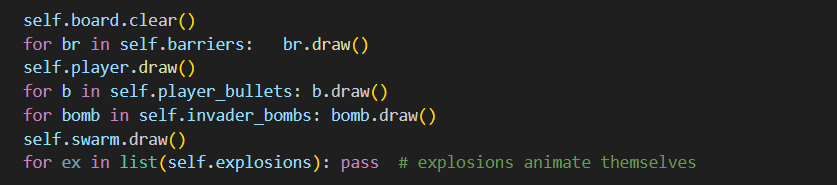 self.board.clear()
for br in self.barriers:   br.draw()
self.player.draw()
for b in self.player_bullets: b.draw()
for bomb in self.invader_bombs: bomb.draw()
self.swarm.draw()
for ex in list(self.explosions): pass  # explosions animate themselves